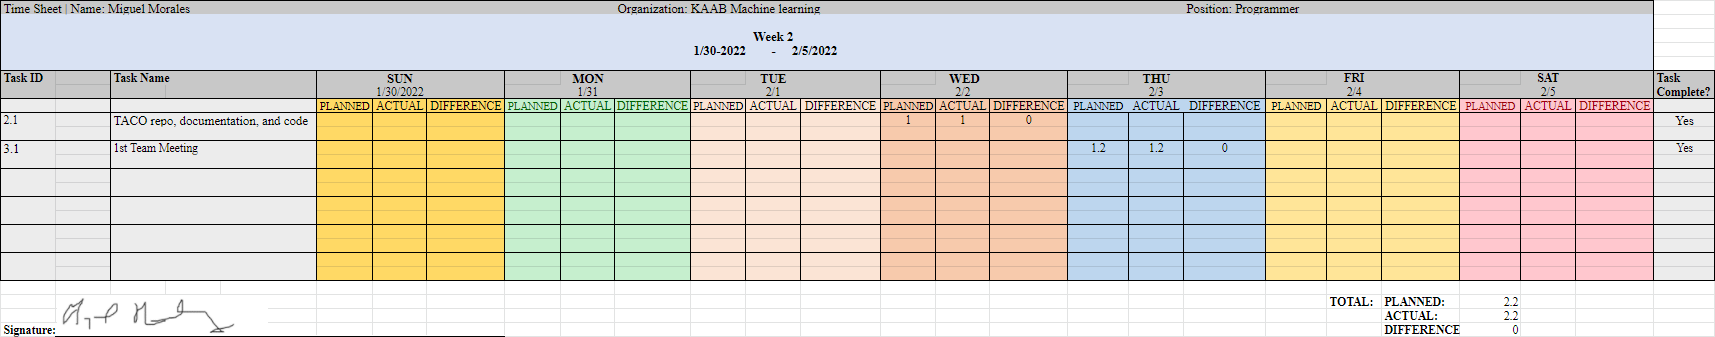 Time Sheet | Name: Miguel Morales Organization: KAAB Machine learning Position: Programmer
Week 2
1/30-2022 - 2/5/2022
Task ID Task Name SUN MON TUE WED THU FRI SAT Task
1/30/2022 1/31 2/1 2/2 2/3 2/4 2/5 Complete?
PLANNED ACTUAL DIFFERENCE PLANNED ACTUAL DIFFERENCE PLANNED ACTUAL DIFFERENCE PLANNED ACTUAL DIFFERENCE PLANNED ACTUAL DIFFERENCE PLANNED ACTUAL DIFFERENCE PLANNED ACTUAL DIFFERENCE
2.1 TACO repo, documentation, and code 1 1 0 Yes
3.1 1st Team Meeting 1.2 1.2 0 Yes
TOTAL: PLANNED: 2.2
ACTUAL: 2.2
Signature: DIFFERENCE 0